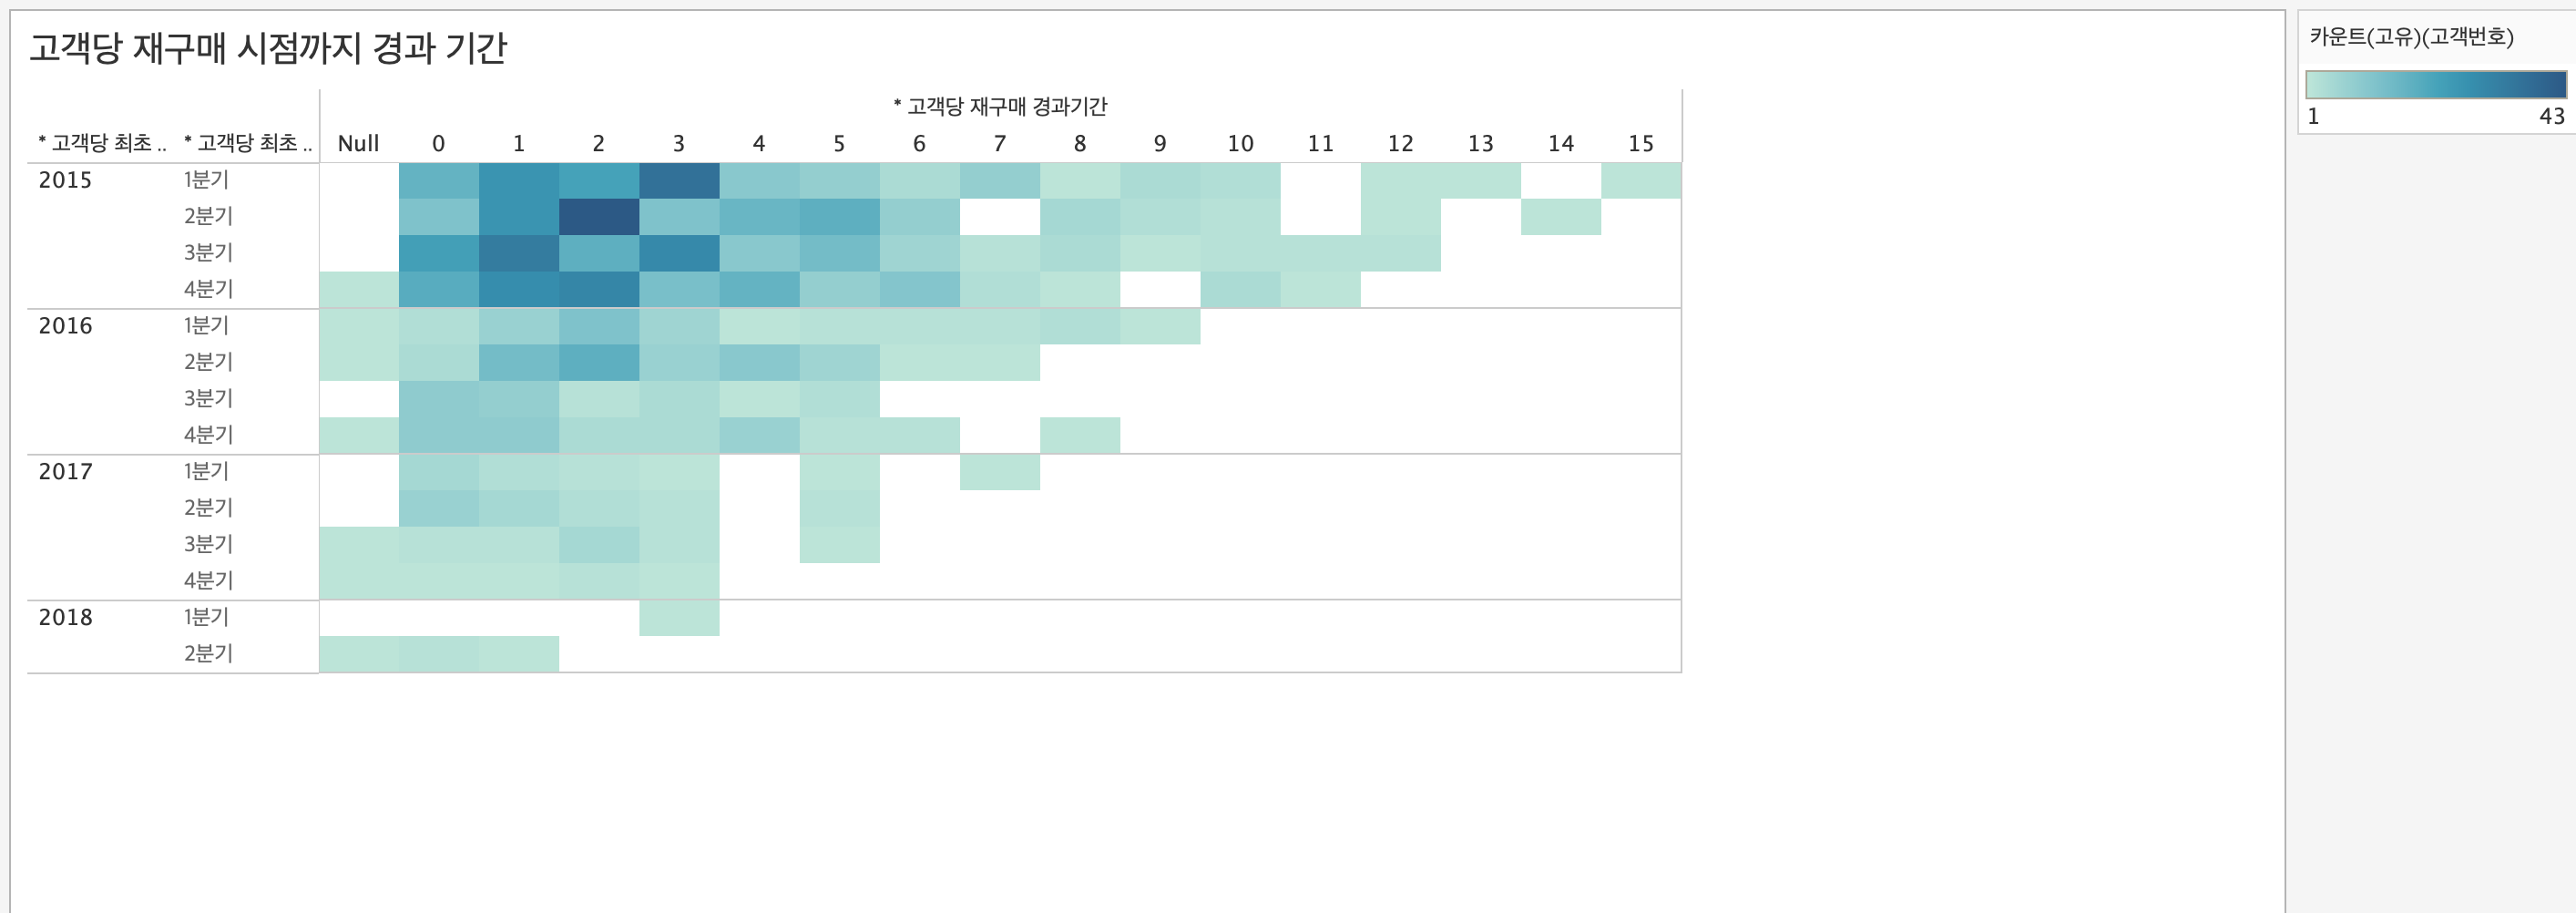 고객당 재구매 시점까지 경과 기간
카운트(고유)(고객번호)
1 43
* 고객당 재구매 경과기간
* 고객당 최초 .. * 고객당 최초 .. Null 0 1 2 3 4 5 6 7 8 9 10 11 12 13 14 15
2015 1분기
2분기
3분기
4분기
2016 1분기
2분기
3분기
4분기
2017 1분기
2분기
3분기
4분기
2018 1분기
2분기